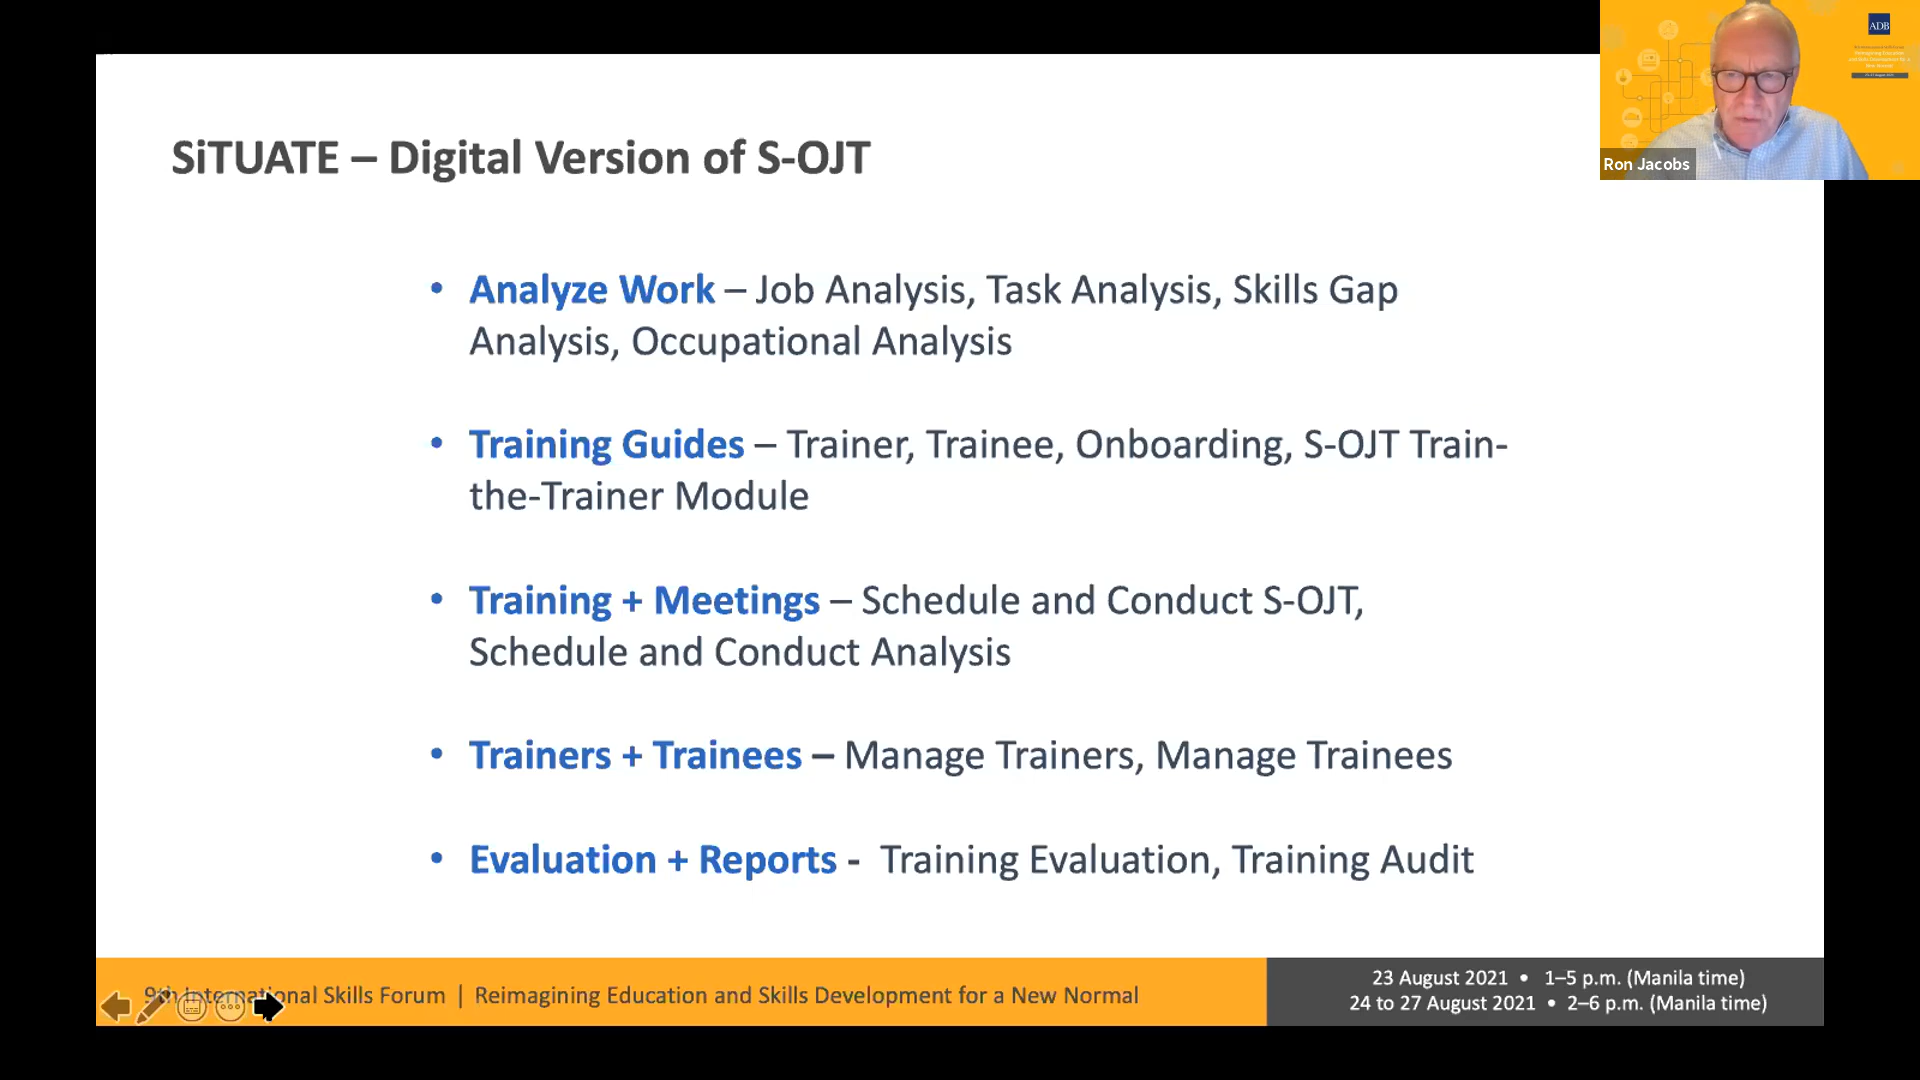 ADB
Ron Jacobs
SiTUATE – Digital Version of S-OJT
• Analyze Work – Job Analysis, Task Analysis, Skills Gap
Analysis, Occupational Analysis
• Training Guides – Trainer, Trainee, Onboarding, S-OJT Train-
the-Trainer Module
• Training + Meetings – Schedule and Conduct S-OJT,
Schedule and Conduct Analysis
• Trainers + Trainees – Manage Trainers, Manage Trainees
• Evaluation + Reports - Training Evaluation, Training Audit
9th International Skills Forum | Reimagining Education and Skills Development for a New Normal
23 August 2021 • 1–5 p.m. (Manila time)
24 to 27 August 2021 • 2–6 p.m. (Manila time)